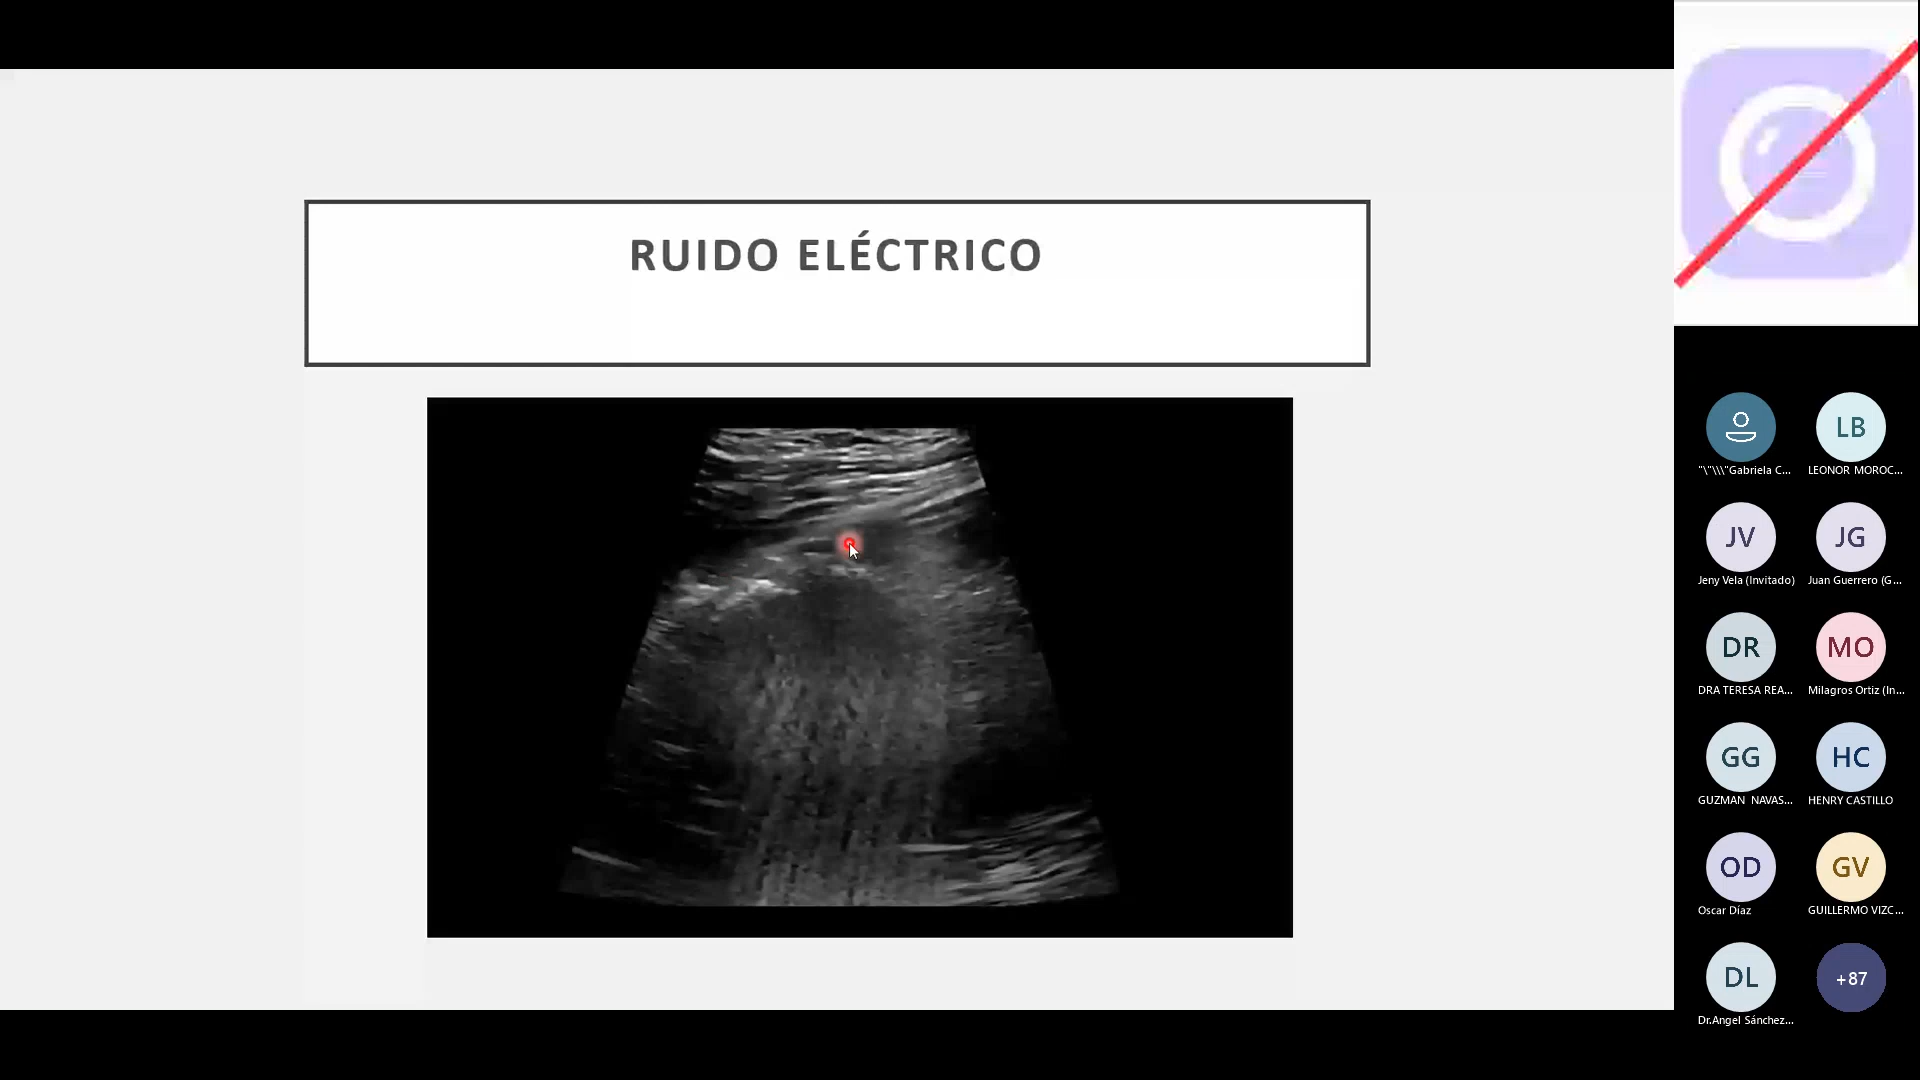 RUIDO ELÉCTRICO
"\"\\\"Gabriela C...
LB
LEONOR MOROC...
JV
Jeny Vela (Invitado)
JG
Juan Guerrero (G...
DR
DRA TERESA REA...
MO
Milagros Ortiz (In...
GG
GUZMAN NAVAS...
HC
HENRY CASTILLO
OD
Oscar Díaz
GV
GUILLERMO VIZC...
DL
Dr.Angel Sánchez...
+87